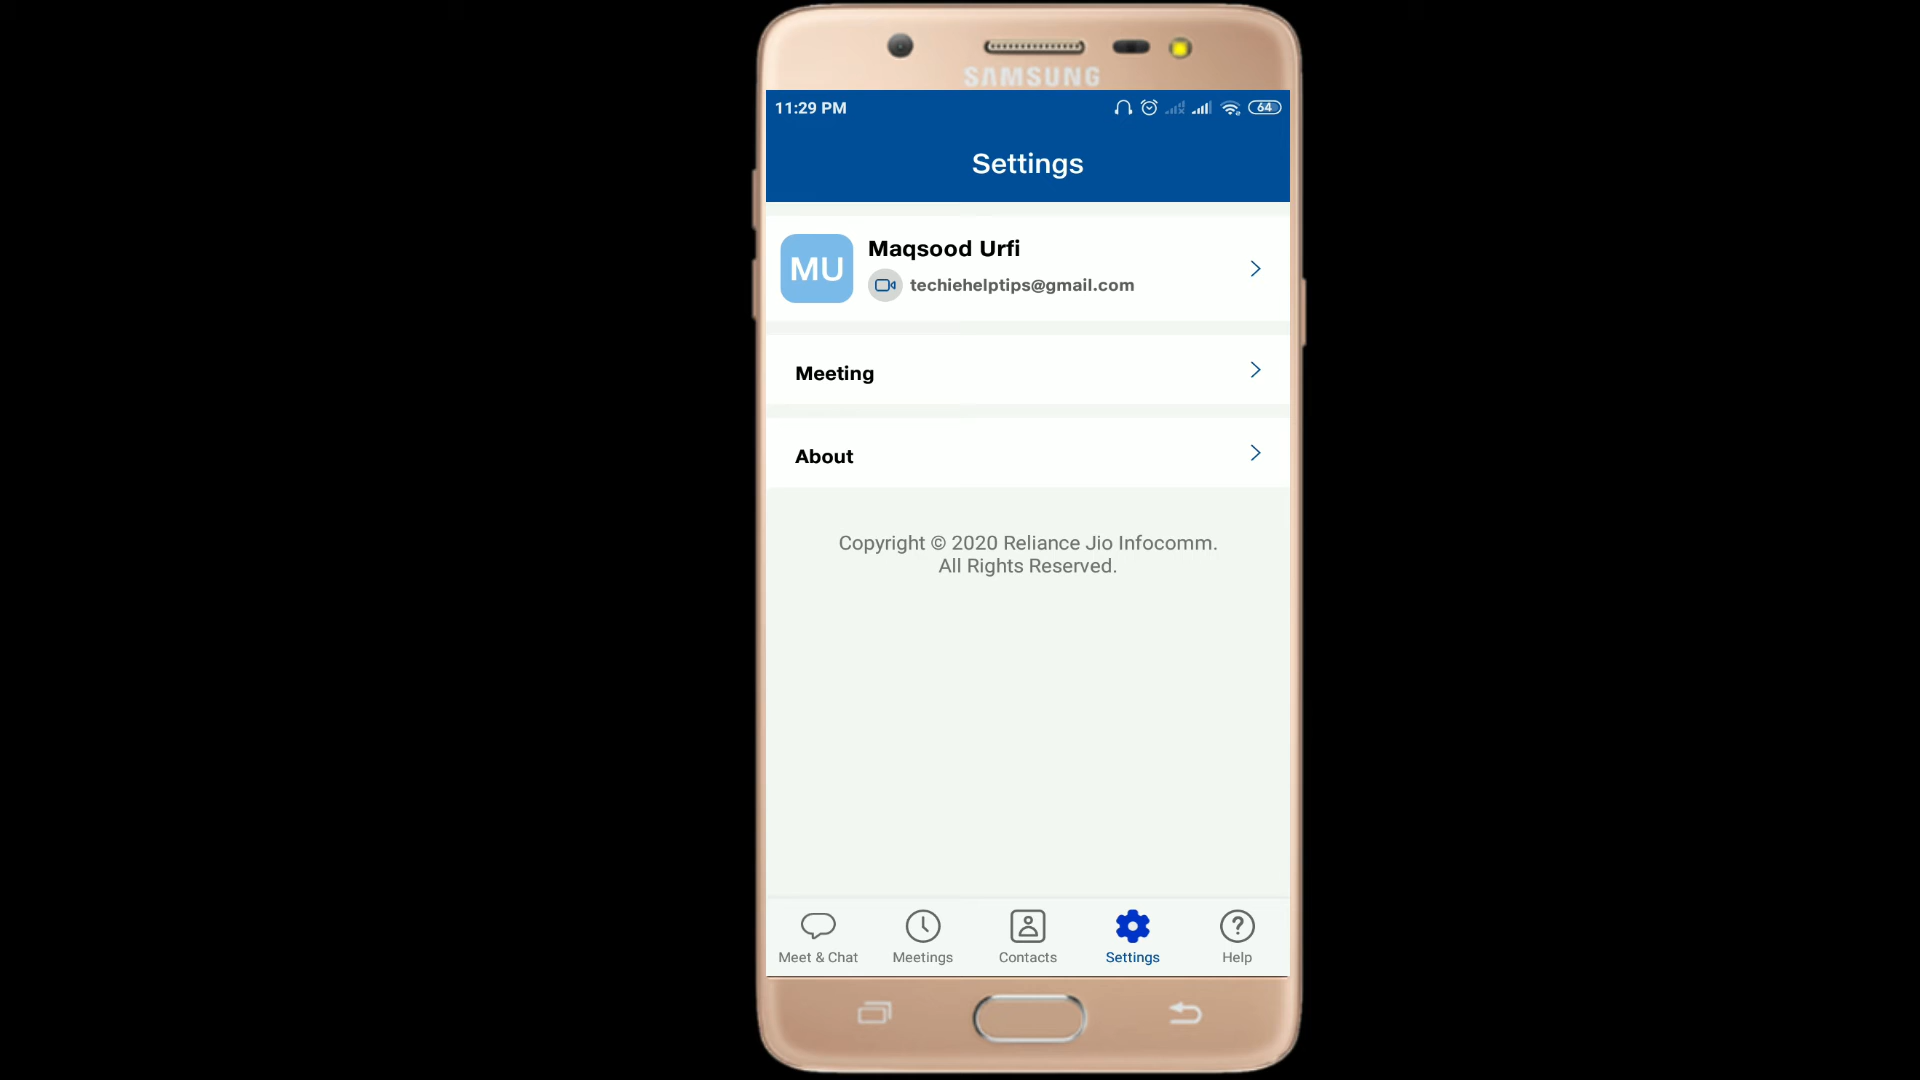 SAMSUNG
11:29 PM
64
Settings
MU
Maqsood Urfi
techiehelptips@gmail.com
Meeting
About
Copyright © 2020 Reliance Jio Infocomm.
All Rights Reserved.
Meet & Chat
Meetings
Contacts
Settings
Help